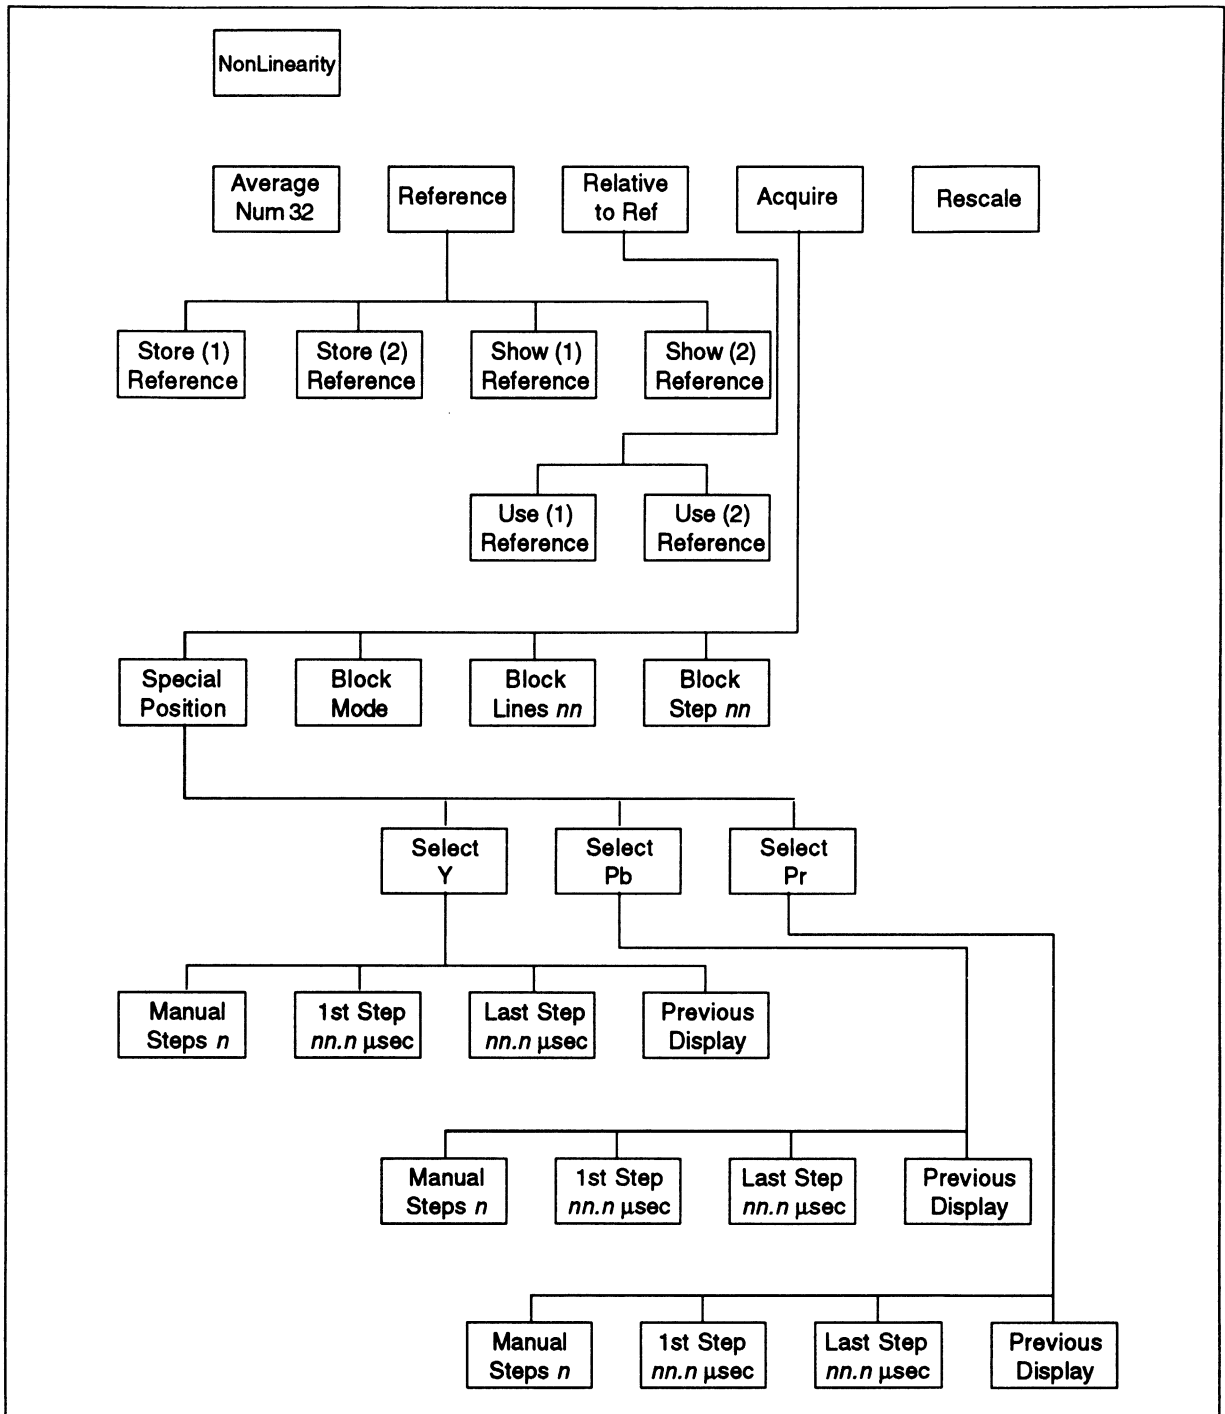 NonLinearity
Average
Num 32
Reference
Relative
to Ref
Acquire
Rescale
Store (1)
Reference
Store (2)
Reference
Show (1)
Reference
Show (2)
Reference
Use (1)
Reference
Use (2)
Reference
Special
Position
Block
Mode
Block
Lines nn
Block
Step nn
Select
Y
Select
Pb
Select
Pr
Manual
Steps n
1st Step
nn.n µsec
Last Step
nn.n µsec
Previous
Display
Manual
Steps n
1st Step
nn.n µsec
Last Step
nn.n µsec
Previous
Display
Manual
Steps n
1st Step
nn.n µsec
Last Step
nn.n µsec
Previous
Display